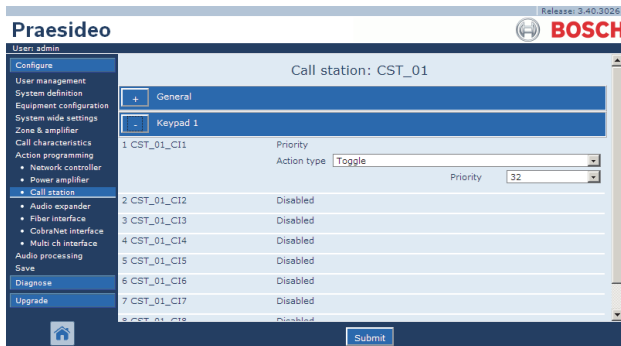 Release: 3.40.3026
Praesideo
BOSCH
User: admin
Configure
User management
System definition
Equipment configuration
System wide settings
Zone & amplifier
Call characteristics
Action programming
• Network controller
• Power amplifier
• Call station
• Audio expander
• Fiber interface
• CobraNet interface
• Multi ch interface
Audio processing
Save
Diagnose
Upgrade
Call station: CST_01
+ General
- Keypad 1
1 CST_01_CI1 Priority
Action type Toggle
Priority 32
2 CST_01_CI2 Disabled
3 CST_01_CI3 Disabled
4 CST_01_CI4 Disabled
5 CST_01_CI5 Disabled
6 CST_01_CI6 Disabled
7 CST_01_CI7 Disabled
8 CST_01_CI8 Disabled
Submit